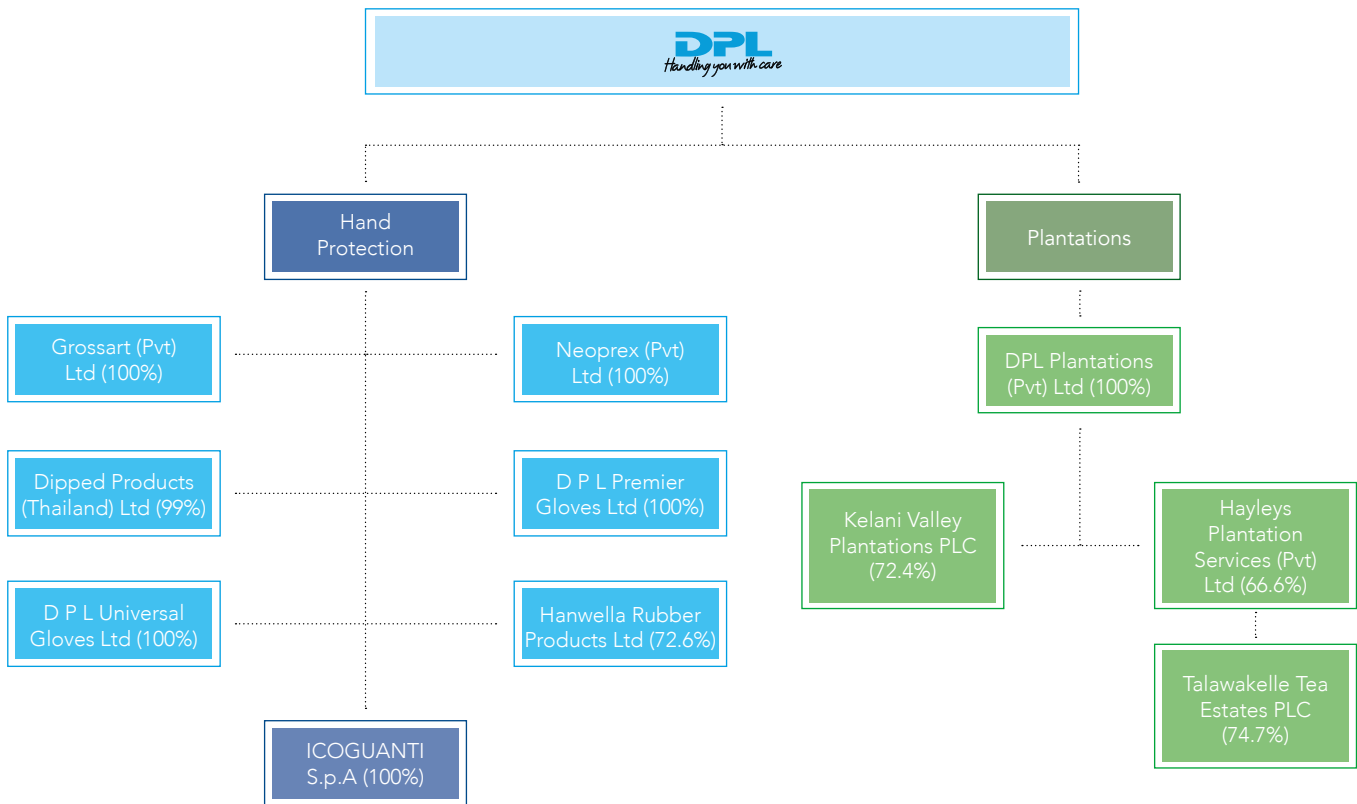 DPL
Handling you with care
Hand
Protection
Plantations
Grossart (Pvt)
Ltd (100%)
Neoprex (Pvt)
Ltd (100%)
DPL Plantations
(Pvt) Ltd (100%)
Dipped Products
(Thailand) Ltd (99%)
D P L Premier
Gloves Ltd (100%)
Kelani Valley
Plantations PLC
(72.4%)
Hayleys
Plantation
Services (Pvt)
Ltd (66.6%)
D P L Universal
Gloves Ltd (100%)
Hanwella Rubber
Products Ltd (72.6%)
Talawakelle Tea
Estates PLC
(74.7%)
ICOGUANTI
S.p.A (100%)